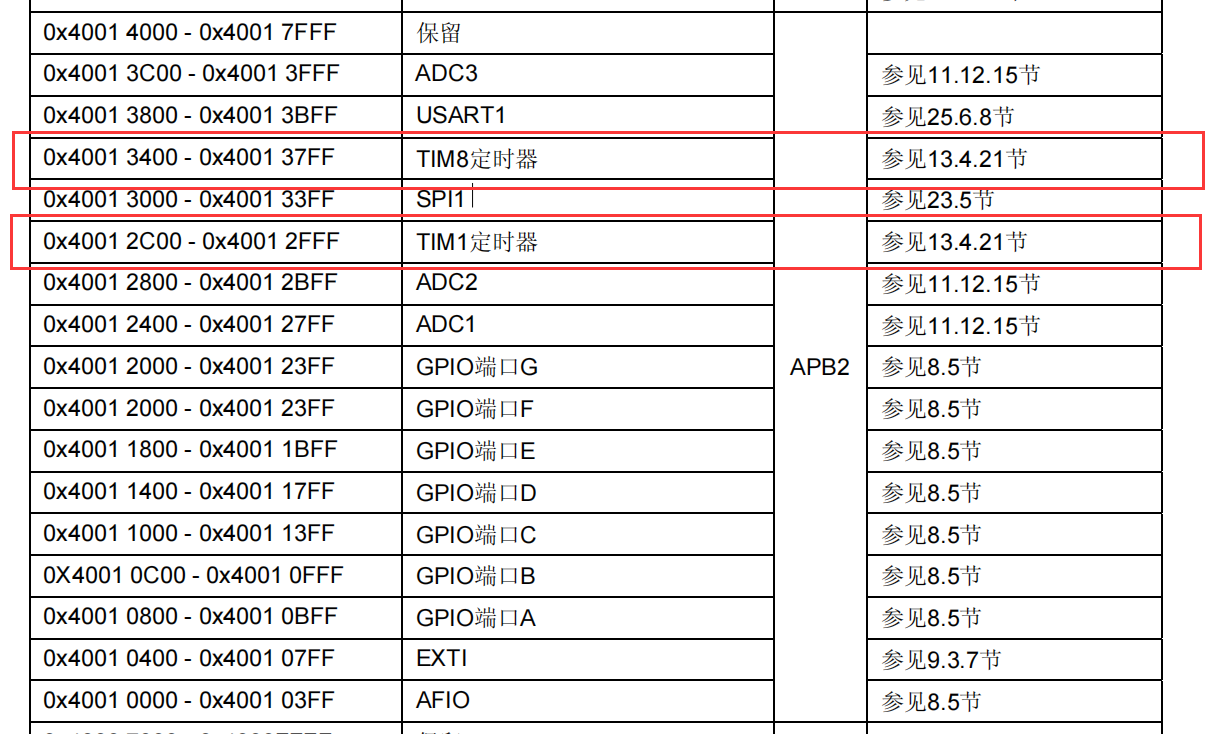 0x4001 4000 - 0x4001 7FFF 保留
0x4001 3C00 - 0x4001 3FFF ADC3 参见11.12.15节
0x4001 3800 - 0x4001 3BFF USART1 参见25.6.8节
0x4001 3400 - 0x4001 37FF TIM8定时器 参见13.4.21节
0x4001 3000 - 0x4001 33FF SPI1 参见23.5节
0x4001 2C00 - 0x4001 2FFF TIM1定时器 参见13.4.21节
0x4001 2800 - 0x4001 2BFF ADC2 参见11.12.15节
0x4001 2400 - 0x4001 27FF ADC1 参见11.12.15节
0x4001 2000 - 0x4001 23FF GPIO端口G APB2 参见8.5节
0x4001 2000 - 0x4001 23FF GPIO端口F 参见8.5节
0x4001 1800 - 0x4001 1BFF GPIO端口E 参见8.5节
0x4001 1400 - 0x4001 17FF GPIO端口D 参见8.5节
0x4001 1000 - 0x4001 13FF GPIO端口C 参见8.5节
0X4001 0C00 - 0x4001 0FFF GPIO端口B 参见8.5节
0x4001 0800 - 0x4001 0BFF GPIO端口A 参见8.5节
0x4001 0400 - 0x4001 07FF EXTI 参见9.3.7节
0x4001 0000 - 0x4001 03FF AFIO 参见8.5节